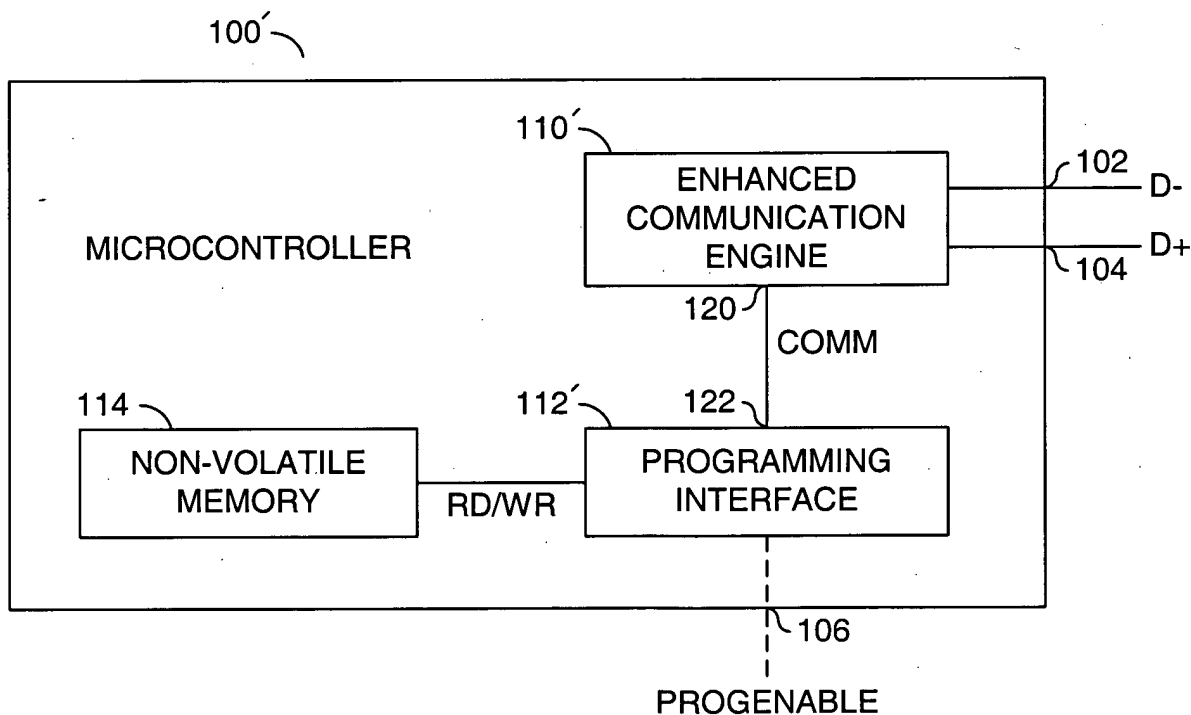 100′
110′
ENHANCED
COMMUNICATION
ENGINE
102
D-
D+
104
MICROCONTROLLER
120
COMM
114
112′
122
NON-VOLATILE
MEMORY
RD/WR
PROGRAMMING
INTERFACE
106
PROGENABLE